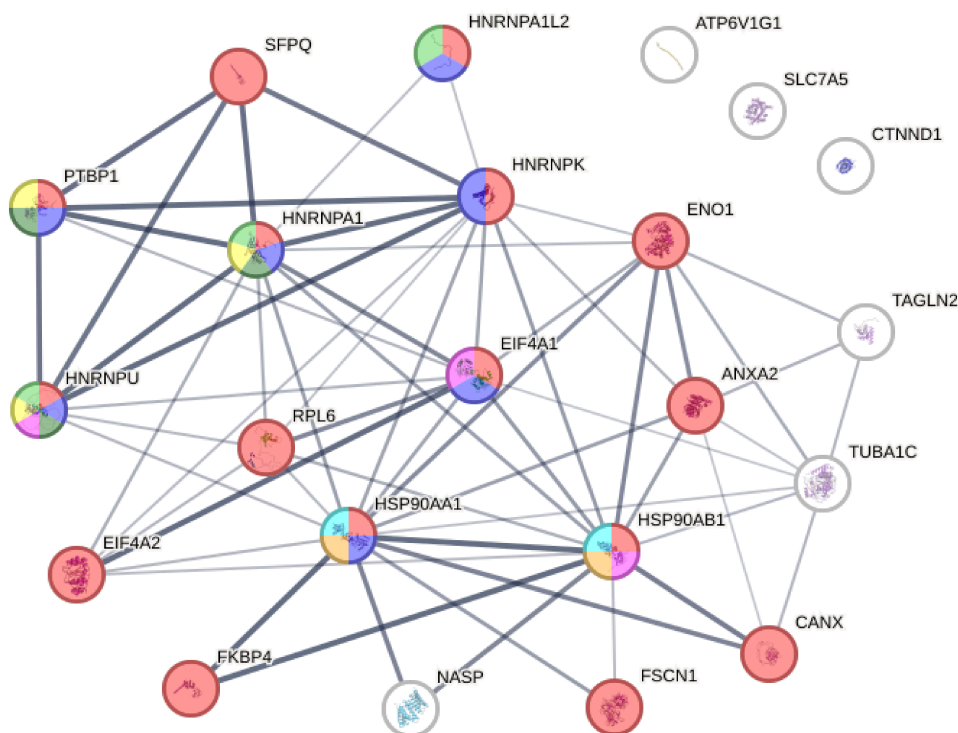 HNRNPA1L2
ATP6V1G1
SFPQ
SLC7A5
CTNND1
HNRNPK
PTBP1
HNRNPA1
ENO1
TAGLN2
EIF4A1
HNRNPU
ANXA2
RPL6
TUBA1C
HSP90AA1
HSP90AB1
EIF4A2
CANX
FKBP4
NASP
FSCN1